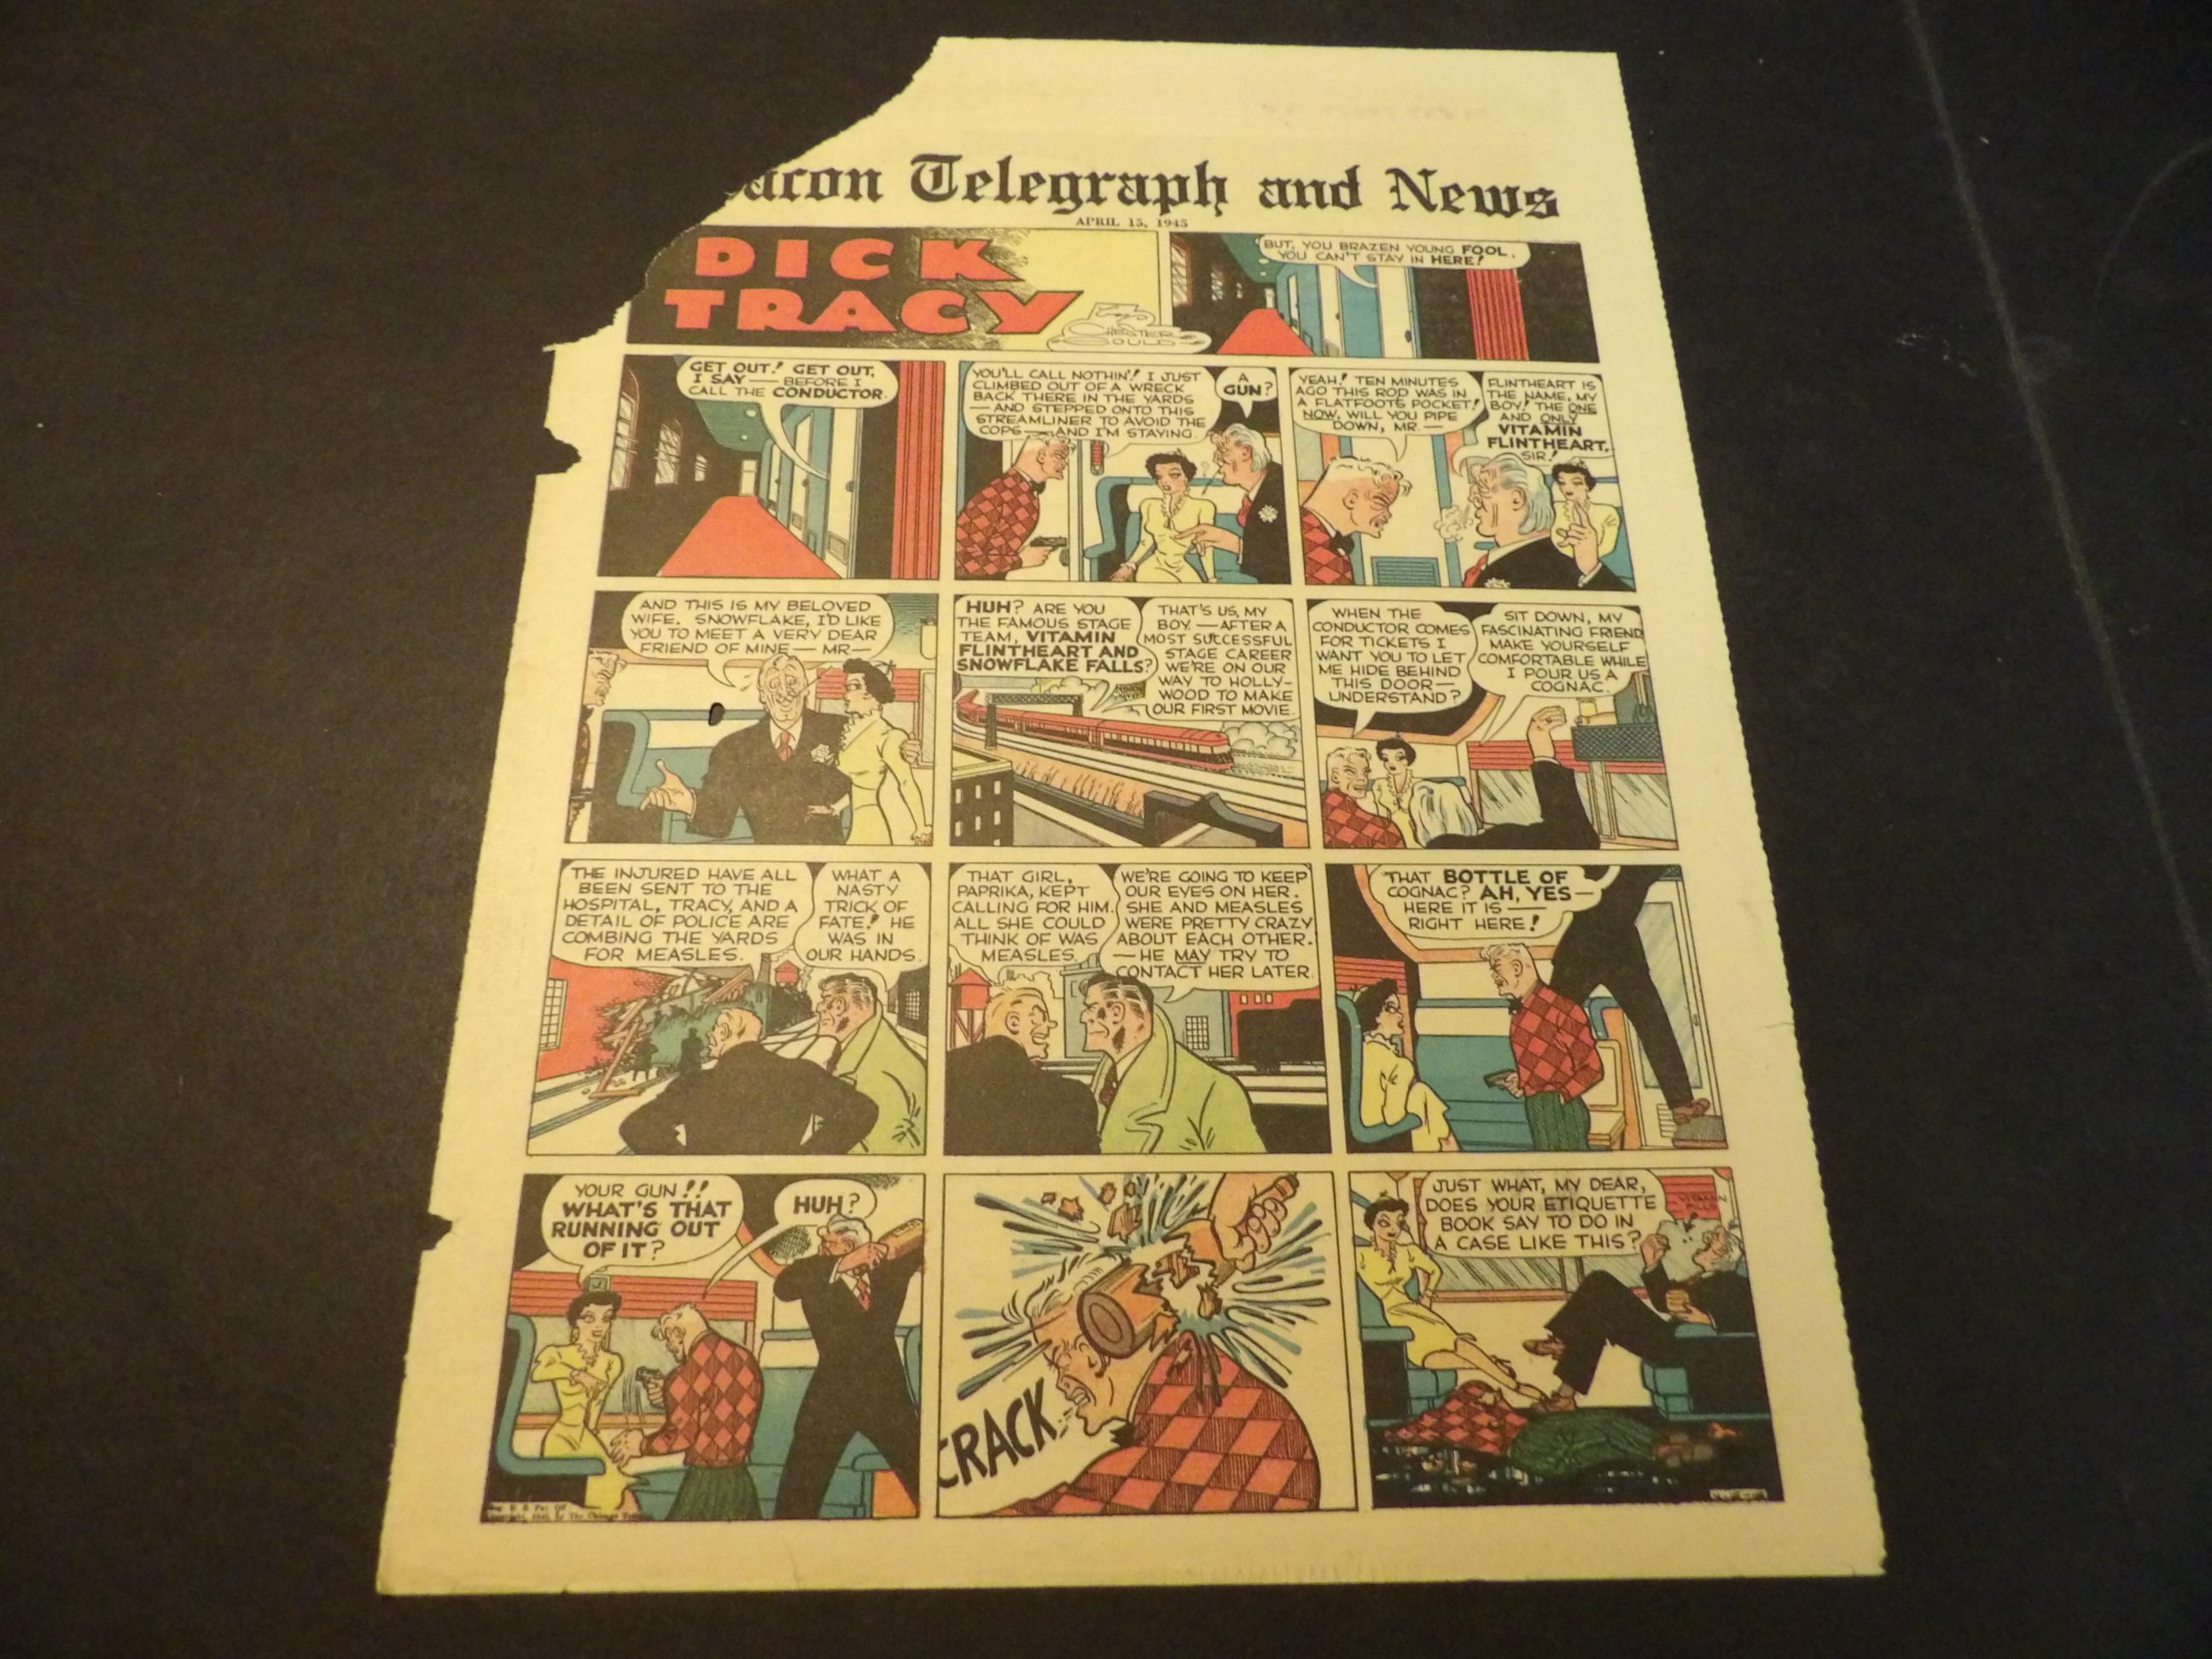 acon Telegraph and News
APRIL 15, 1945
DICK
TRACY
CHESTER
GOULD
BUT, YOU BRAZEN YOUNG FOOL,
YOU CAN'T STAY IN HERE!
GET OUT! GET OUT,
I SAY — BEFORE I
CALL THE CONDUCTOR.
YOU'LL CALL NOTHIN'! I JUST
CLIMBED OUT OF A WRECK
BACK THERE IN THE YARDS
— AND STEPPED ONTO THIS
STREAMLINER TO AVOID THE
COPS — AND I'M STAYING.
A
GUN?
YEAH! TEN MINUTES
AGO THIS ROD WAS IN
A FLATFOOT'S POCKET!
NOW, WILL YOU PIPE
DOWN, MR. —
FLINTHEART IS
THE NAME, MY
BOY! THE ONE
AND ONLY
VITAMIN
FLINTHEART,
SIR!
AND THIS IS MY BELOVED
WIFE. SNOWFLAKE, I'D LIKE
YOU TO MEET A VERY DEAR
FRIEND OF MINE — MR—
HUH? ARE YOU
THE FAMOUS STAGE
TEAM, VITAMIN
FLINTHEART AND
SNOWFLAKE FALLS?
THAT'S US, MY
BOY. — AFTER A
MOST SUCCESSFUL
STAGE CAREER
WE'RE ON OUR
WAY TO HOLLY-
WOOD TO MAKE
OUR FIRST MOVIE.
WHEN THE
CONDUCTOR COMES
FOR TICKETS I
WANT YOU TO LET
ME HIDE BEHIND
THIS DOOR —
UNDERSTAND?
SIT DOWN, MY
FASCINATING FRIEND
MAKE YOURSELF
COMFORTABLE WHILE
I POUR US A
COGNAC.
THE INJURED HAVE ALL
BEEN SENT TO THE
HOSPITAL, TRACY, AND A
DETAIL OF POLICE ARE
COMBING THE YARDS
FOR MEASLES.
WHAT A
NASTY
TRICK OF
FATE! HE
WAS IN
OUR HANDS.
THAT GIRL,
PAPRIKA, KEPT
CALLING FOR HIM.
ALL SHE COULD
THINK OF WAS
MEASLES.
WE'RE GOING TO KEEP
OUR EYES ON HER.
SHE AND MEASLES
WERE PRETTY CRAZY
ABOUT EACH OTHER.
— HE MAY TRY TO
CONTACT HER LATER.
THAT BOTTLE OF
COGNAC? AH, YES —
HERE IT IS —
RIGHT HERE!
YOUR GUN!!
WHAT'S THAT
RUNNING OUT
OF IT?
HUH?
CRACK
JUST WHAT, MY DEAR,
DOES YOUR ETIQUETTE
BOOK SAY TO DO IN
A CASE LIKE THIS?
VITAMIN
PILLS
Reg. U. S. Pat. Off.
Copyright, 1945, by The Chicago